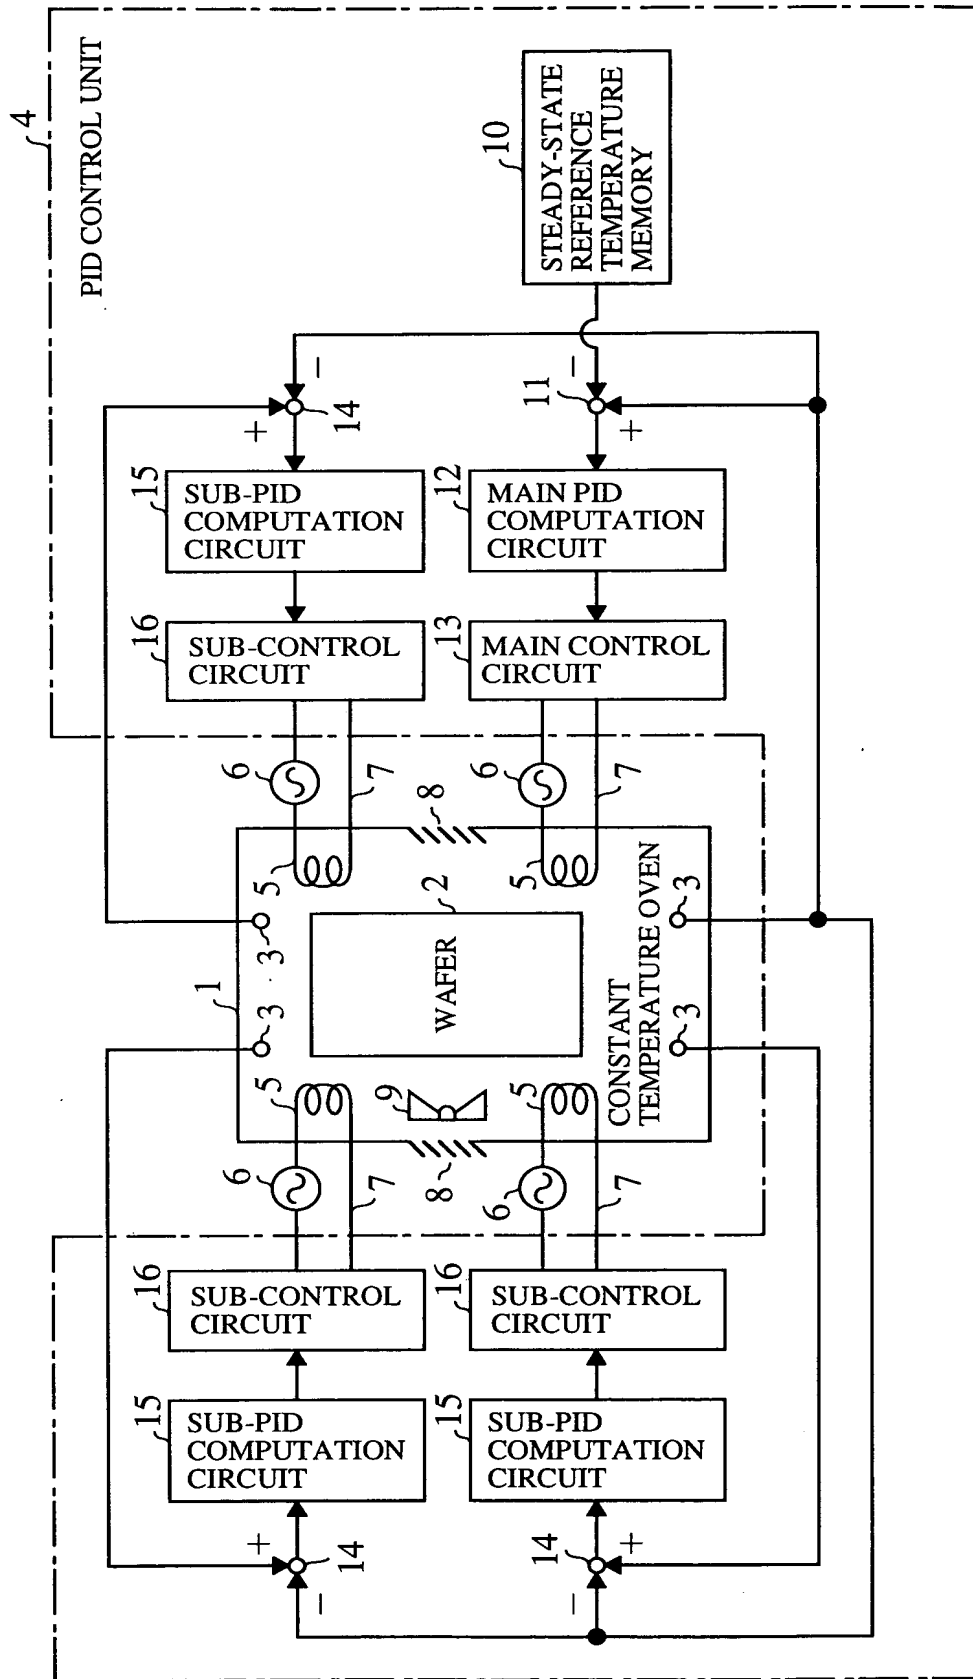 4
PID CONTROL UNIT
15
SUB-PID
COMPUTATION
CIRCUIT
16
SUB-CONTROL
CIRCUIT
6
5
1
3
3
5
6
16
SUB-CONTROL
CIRCUIT
15
SUB-PID
COMPUTATION
CIRCUIT
+
14
−
7
7
+
14
−
8
9
WAFER
2
8
10
STEADY-STATE
REFERENCE
TEMPERATURE
MEMORY
15
SUB-PID
COMPUTATION
CIRCUIT
16
SUB-CONTROL
CIRCUIT
6
5
5
6
13
MAIN CONTROL
CIRCUIT
12
MAIN PID
COMPUTATION
CIRCUIT
11
−
+
14
−
+
7
7
CONSTANT
TEMPERATURE OVEN
3
3